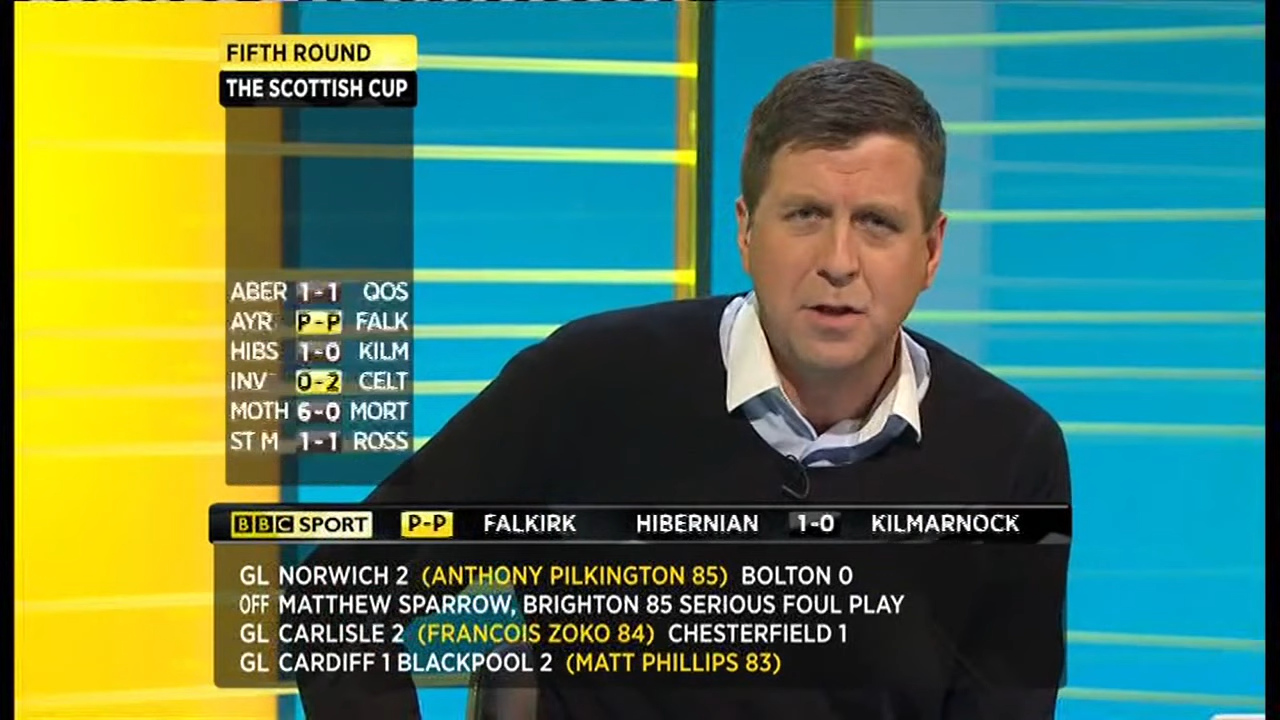 FIFTH ROUND
THE SCOTTISH CUP
ABER 1-1 QOS
AYR P-P FALK
HIBS 1-0 KILM
INV 0-2 CELT
MOTH 6-0 MORT
ST M 1-1 ROSS
BBC SPORT P-P FALKIRK HIBERNIAN 1-0 KILMARNOCK
GL NORWICH 2 (ANTHONY PILKINGTON 85) BOLTON 0
OFF MATTHEW SPARROW, BRIGHTON 85 SERIOUS FOUL PLAY
GL CARLISLE 2 (FRANCOIS ZOKO 84) CHESTERFIELD 1
GL CARDIFF 1 BLACKPOOL 2 (MATT PHILLIPS 83)